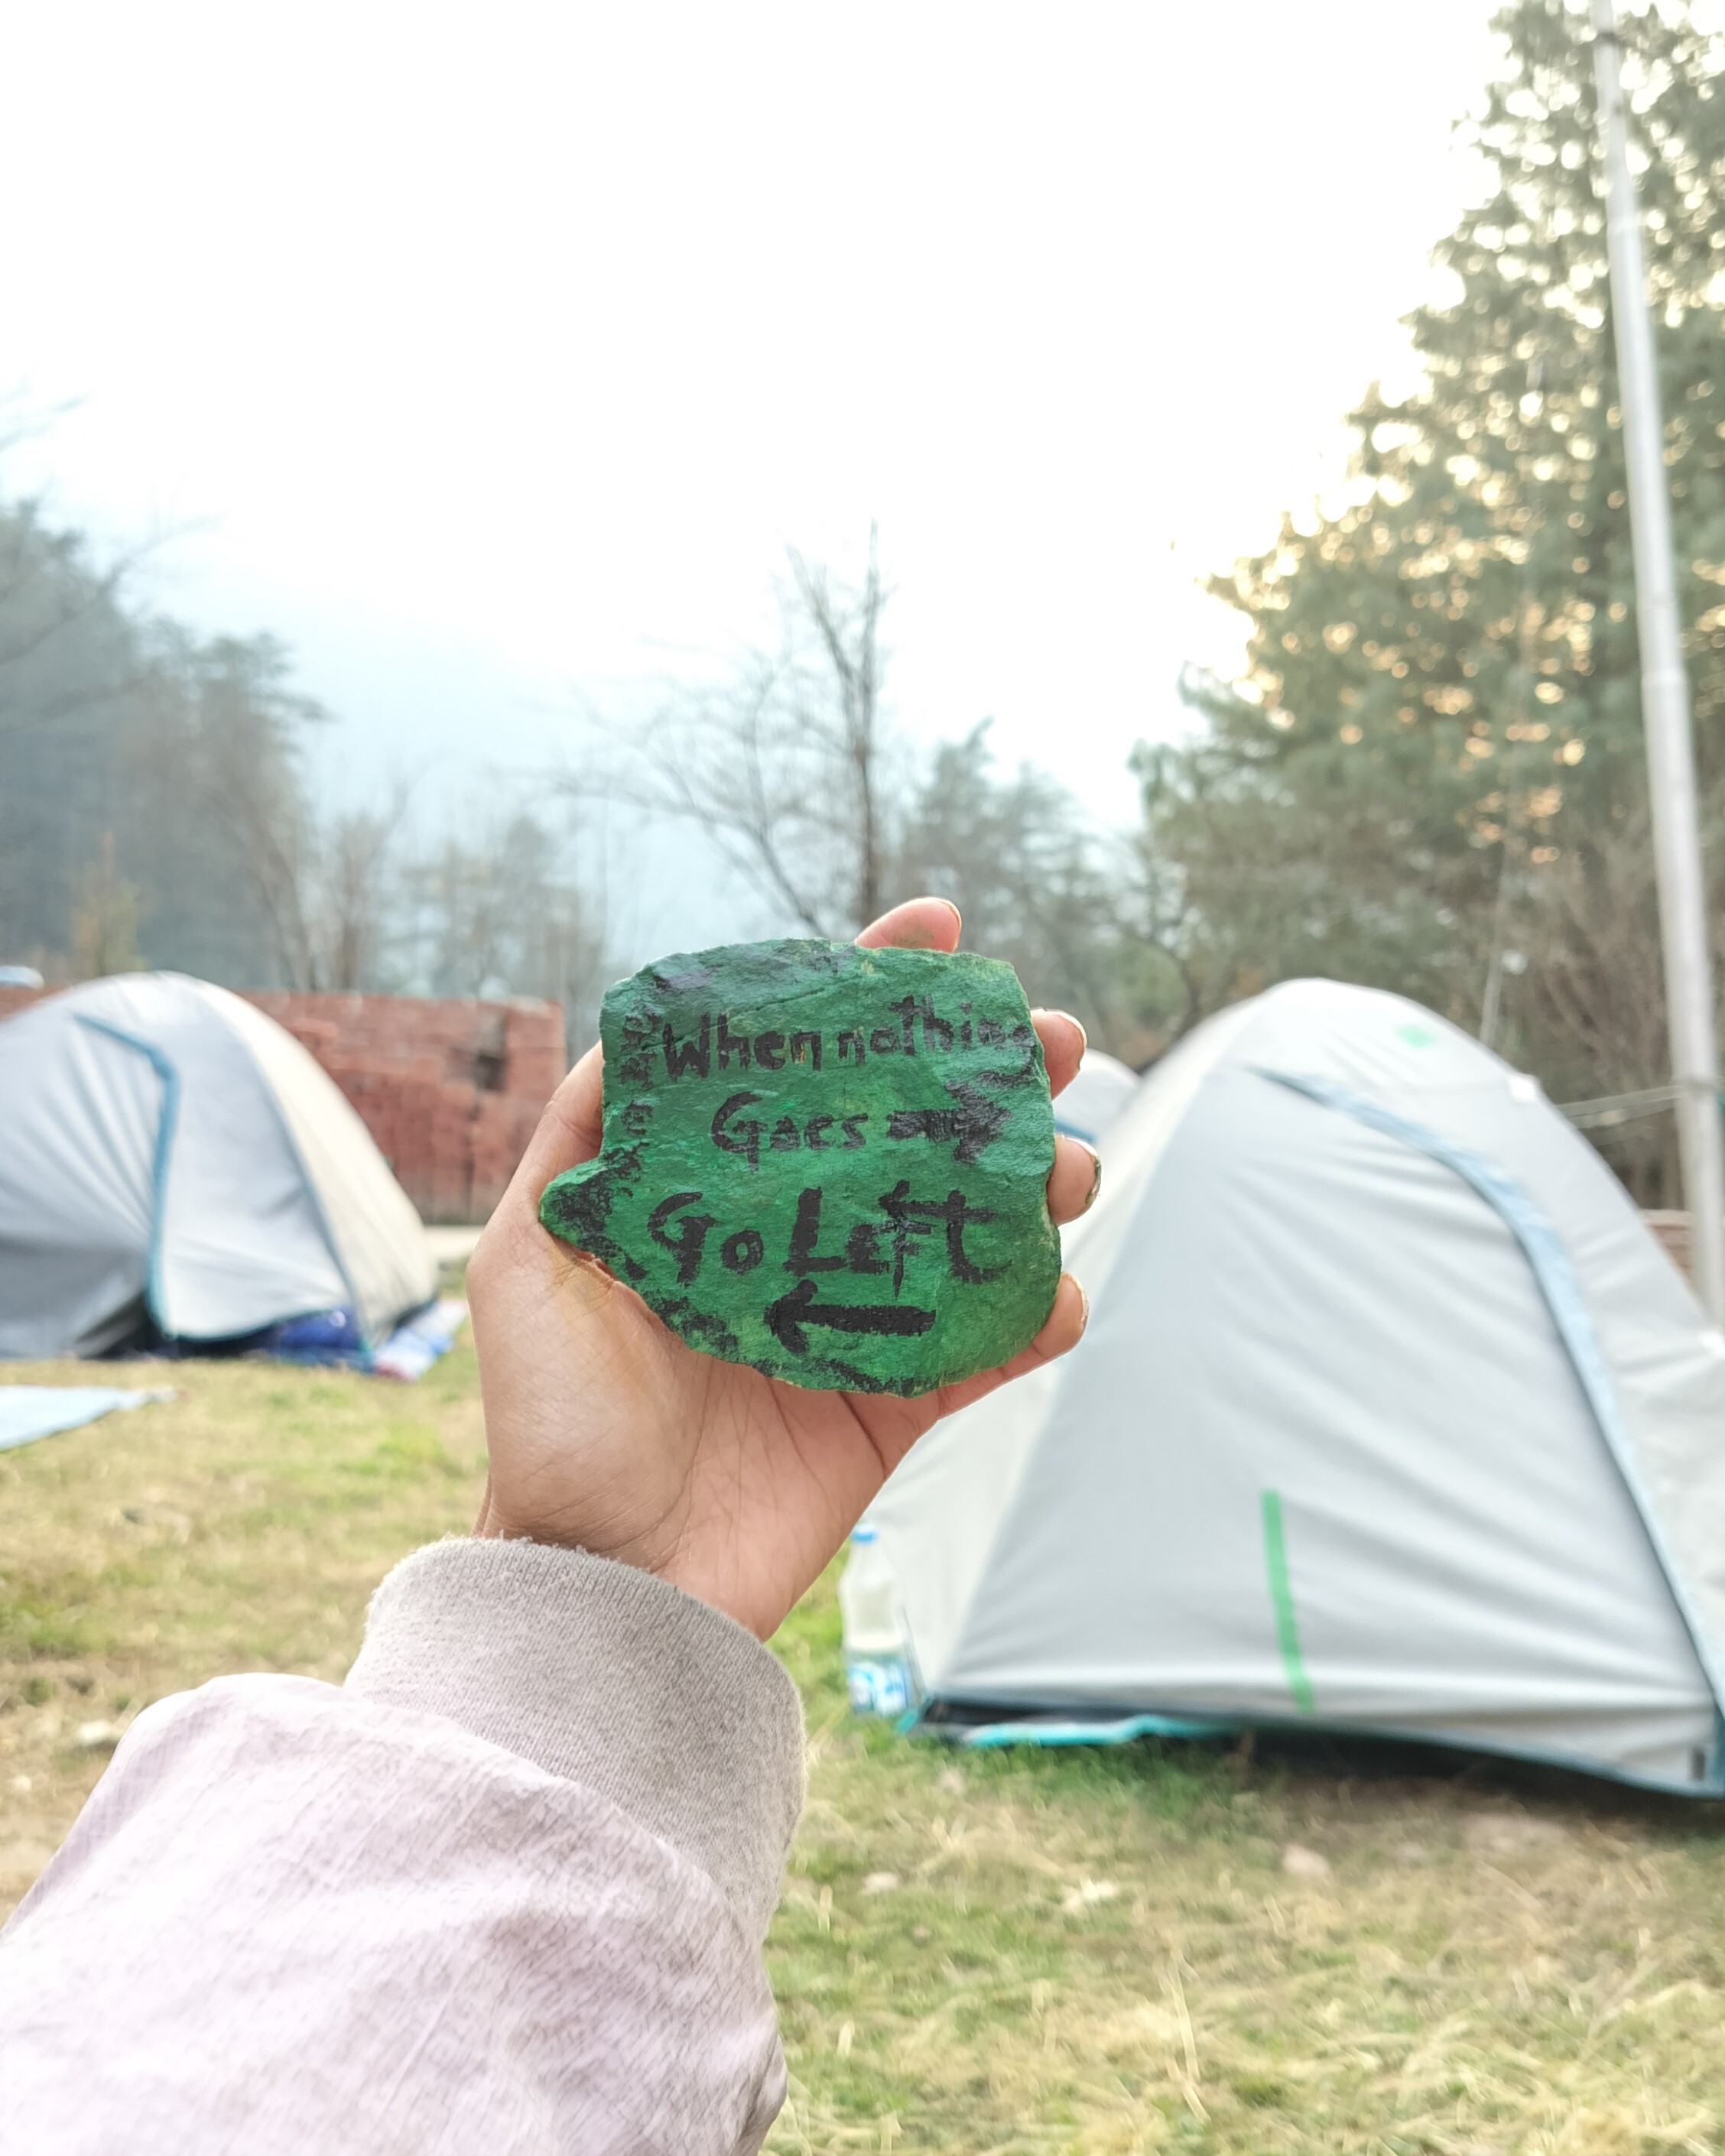 When nothing
Goes →
Go Left
←